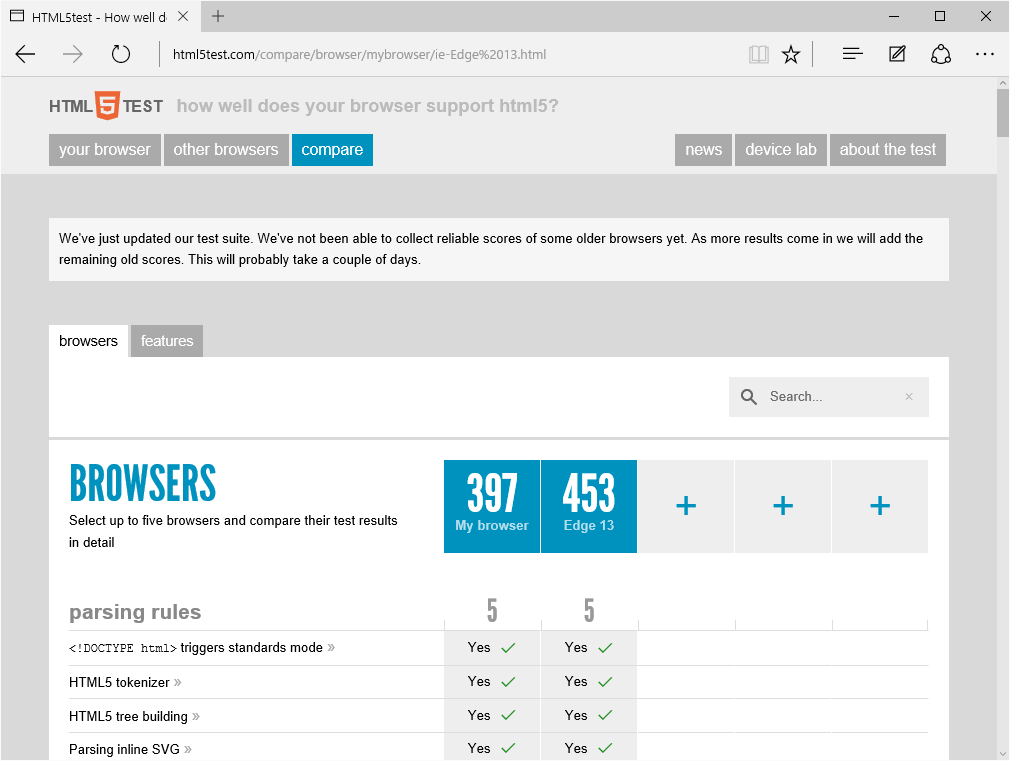 HTML5test - How well d
html5test.com/compare/browser/mybrowser/ie-Edge%2013.html
HTML 5 TEST how well does your browser support html5?
your browser other browsers compare news device lab about the test
We've just updated our test suite. We've not been able to collect reliable scores of some older browsers yet. As more results come in we will add the
remaining old scores. This will probably take a couple of days.
browsers features
Search... ×
BROWSERS
Select up to five browsers and compare their test results
in detail
397 453 + + +
My browser Edge 13
parsing rules 5 5
<!DOCTYPE html> triggers standards mode » Yes ✓ Yes ✓
HTML5 tokenizer » Yes ✓ Yes ✓
HTML5 tree building » Yes ✓ Yes ✓
Parsing inline SVG » Yes ✓ Yes ✓